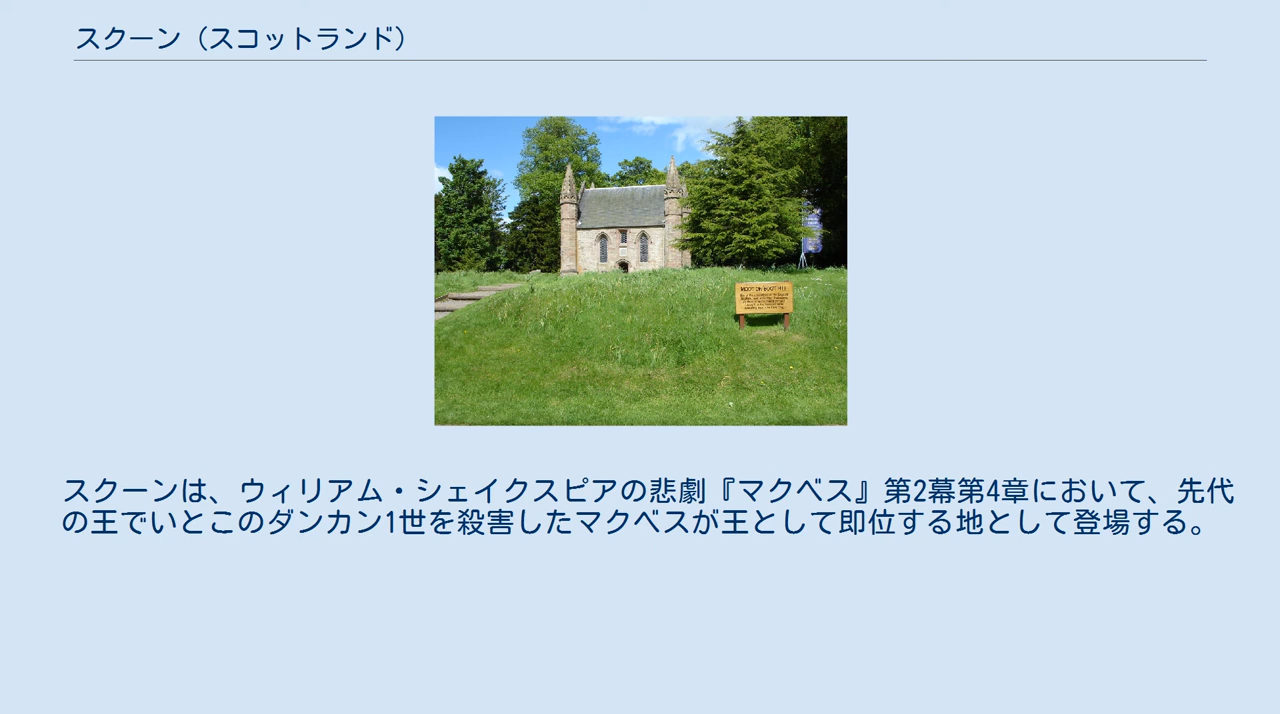 スクーン（スコットランド）
MOOT OR BOOT HILL
スクーンは、ウィリアム・シェイクスピアの悲劇『マクベス』第2幕第4章において、先代
の王でいとこのダンカン1世を殺害したマクベスが王として即位する地として登場する。